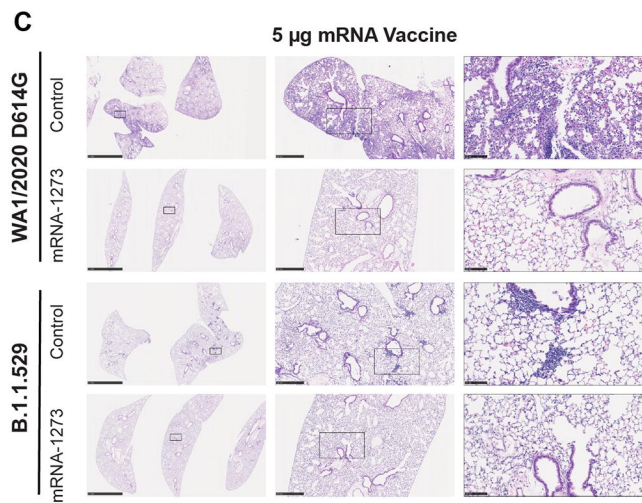 C
5 µg mRNA Vaccine
WA1/2020 D614G
Control
mRNA-1273
B.1.1.529
Control
mRNA-1273